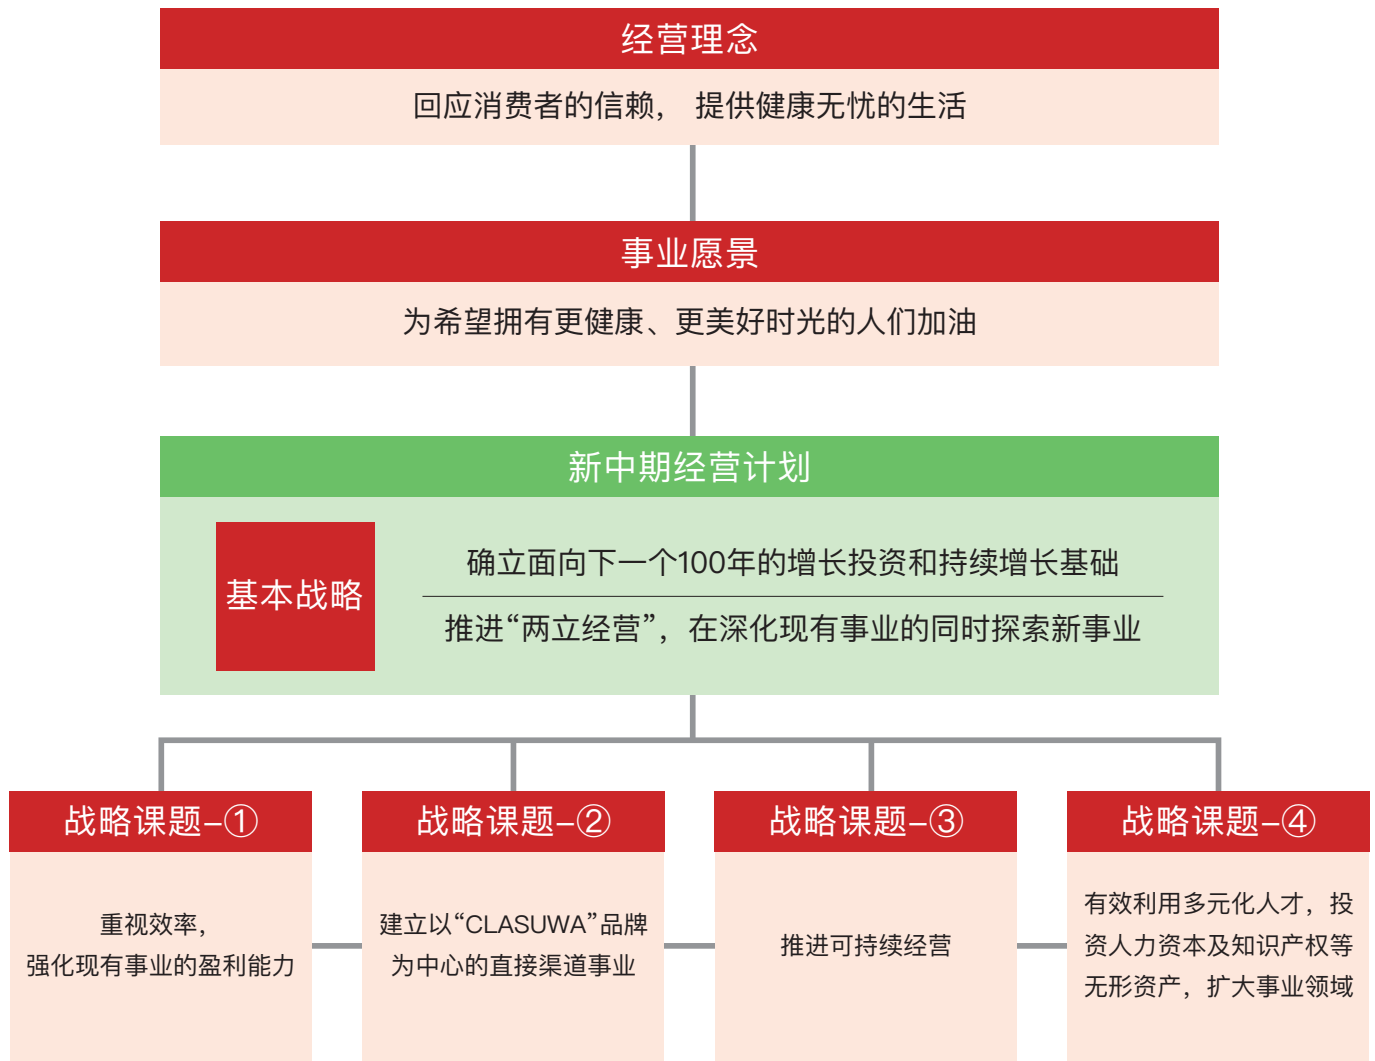 经营理念
回应消费者的信赖， 提供健康无忧的生活
事业愿景
为希望拥有更健康、更美好时光的人们加油
新中期经营计划
基本战略
确立面向下一个100年的增长投资和持续增长基础
推进“两立经营”，在深化现有事业的同时探索新事业
战略课题–①
重视效率，
强化现有事业的盈利能力
战略课题–②
建立以“CLASUWA”品牌
为中心的直接渠道事业
战略课题–③
推进可持续经营
战略课题–④
有效利用多元化人才，投
资人力资本及知识产权等
无形资产，扩大事业领域